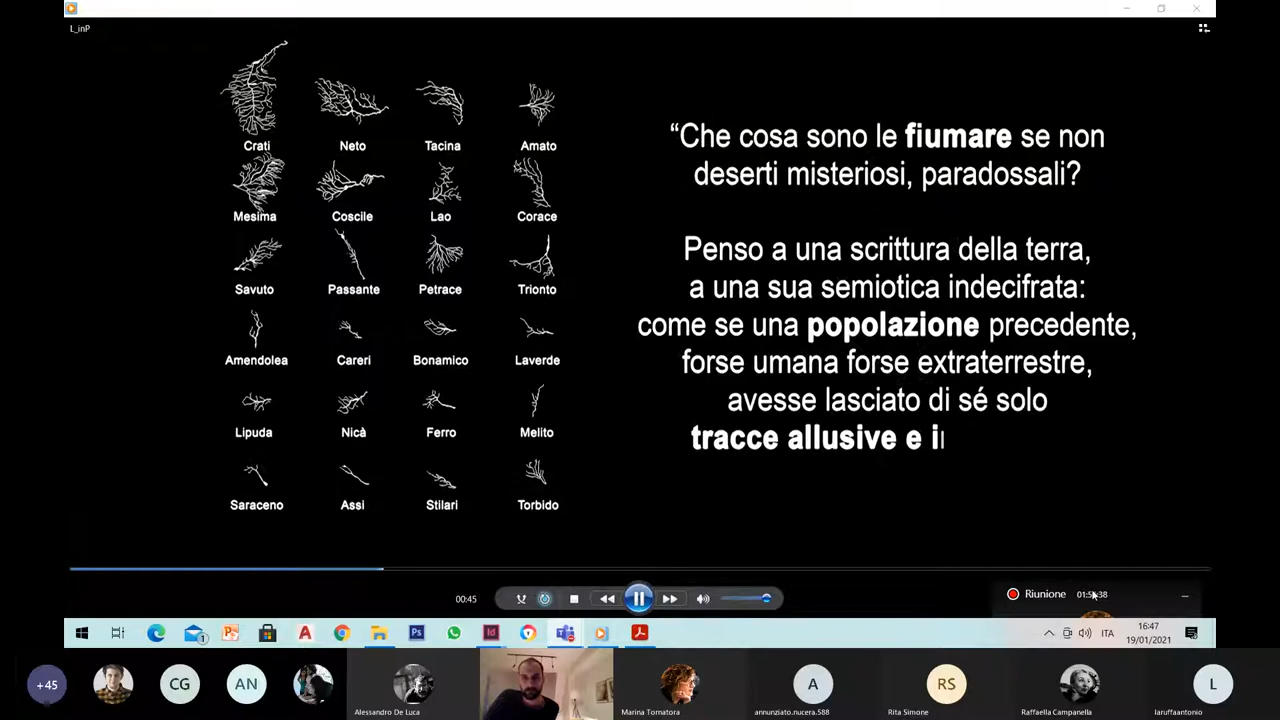 L_inP
Crati Neto Tacina Amato
Mesima Coscile Lao Corace
Savuto Passante Petrace Trionto
Amendolea Careri Bonamico Laverde
Lipuda Nicà Ferro Melito
Saraceno Assi Stilari Torbido
“Che cosa sono le fiumare se non
deserti misteriosi, paradossali?
Penso a una scrittura della terra,
a una sua semiotica indecifrata:
come se una popolazione precedente,
forse umana forse extraterrestre,
avesse lasciato di sé solo
tracce allusive e i
00:45
Riunione
ITA
16:47
19/01/2021
+45
CG
AN
Alessandro De Luca
Marina Tornatora
A
annunziato.nucera.588
RS
Rita Simone
Raffaella Campanella
L
laruffaantonio